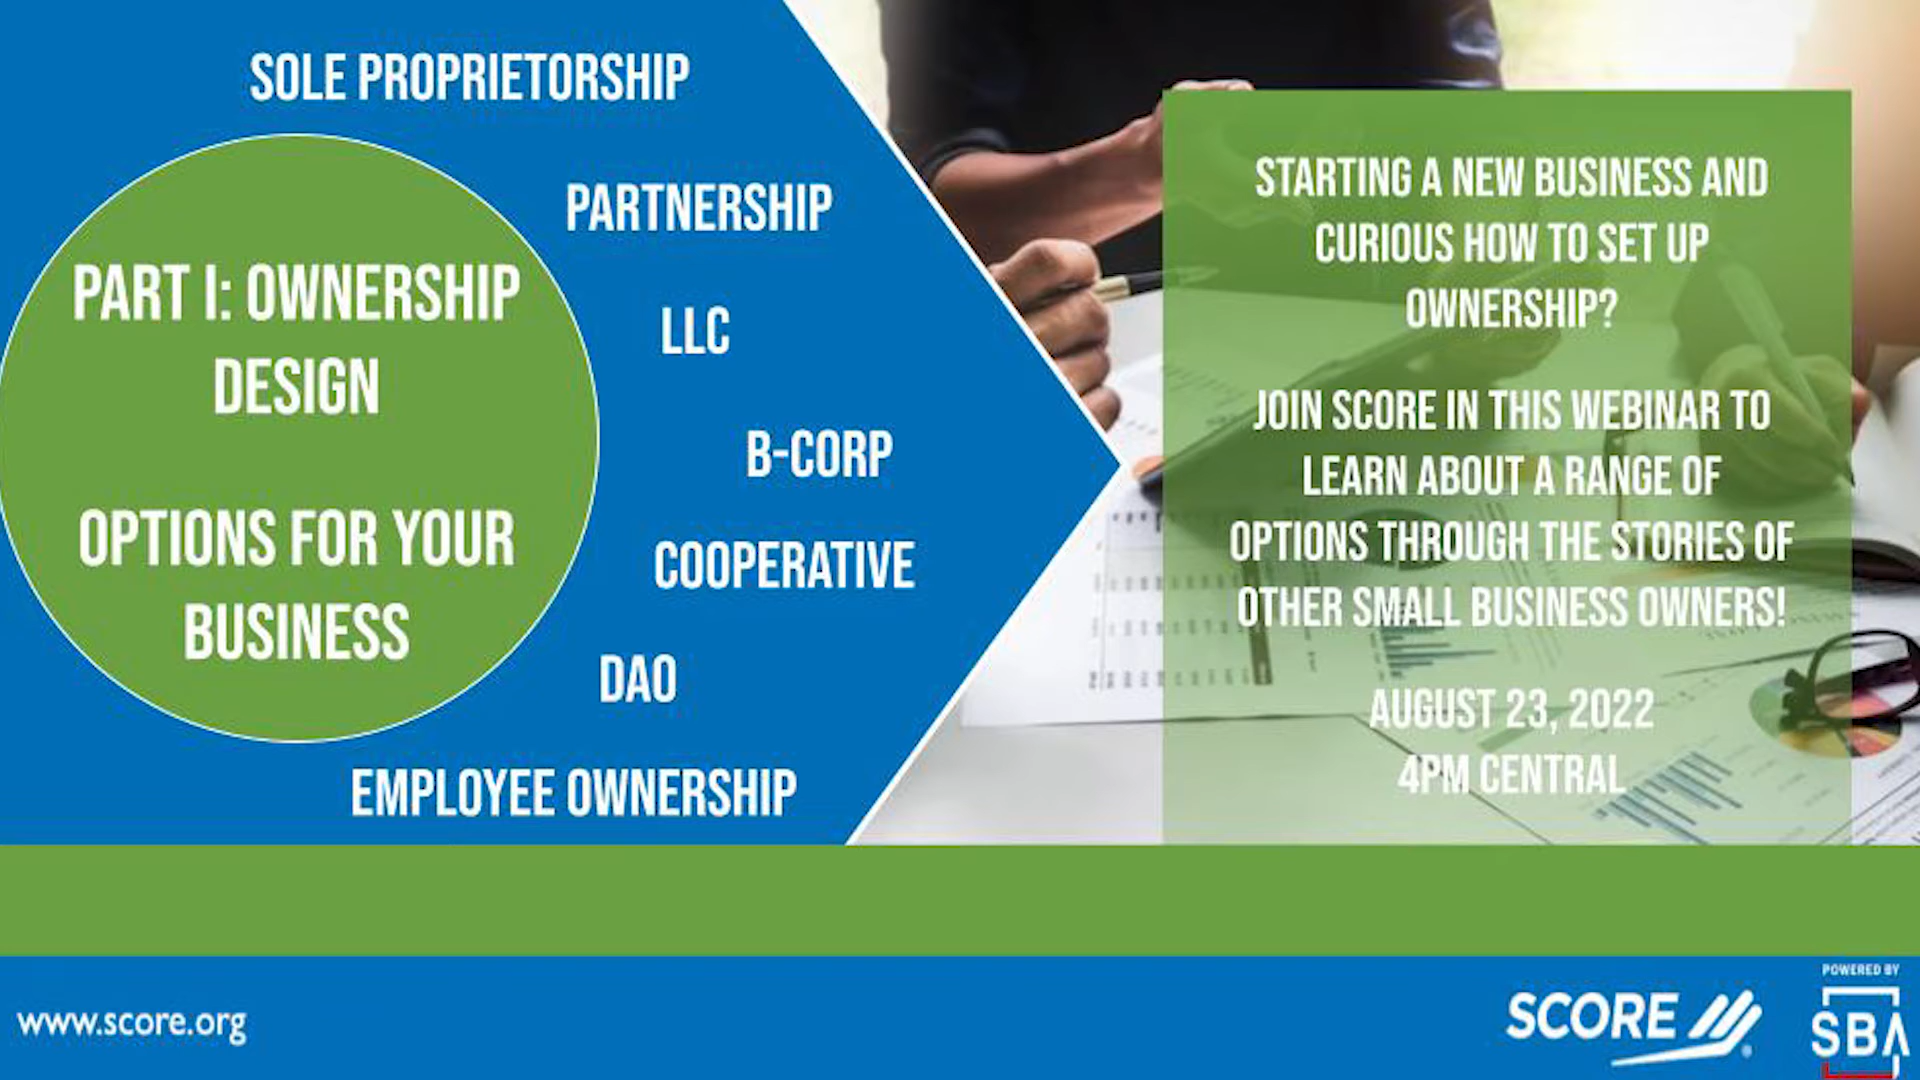 SOLE PROPRIETORSHIP
PARTNERSHIP
PART I: OWNERSHIP
DESIGN
OPTIONS FOR YOUR
BUSINESS
LLC
B-CORP
COOPERATIVE
DAO
EMPLOYEE OWNERSHIP
STARTING A NEW BUSINESS AND
CURIOUS HOW TO SET UP
OWNERSHIP?
JOIN SCORE IN THIS WEBINAR TO
LEARN ABOUT A RANGE OF
OPTIONS THROUGH THE STORIES OF
OTHER SMALL BUSINESS OWNERS!
AUGUST 23, 2022
4PM CENTRAL
www.score.org
SCORE
POWERED BY
SBA